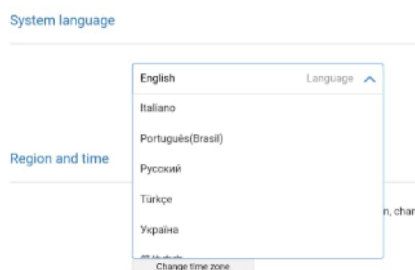 System language
English Language
Italiano
Português(Brasil)
Русский
Türkçe
Region and time
Україна
Change time zone